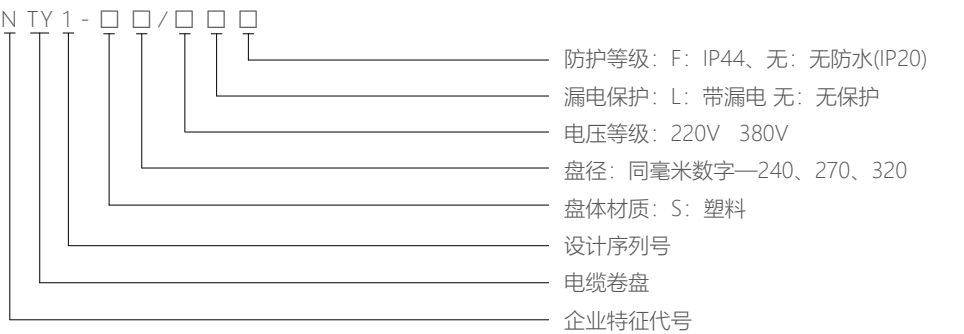 N TY 1 - □ □ / □ □ □
防护等级：F：IP44、无：无防水(IP20)
漏电保护：L：带漏电 无：无保护
电压等级：220V 380V
盘径：同毫米数字—240、270、320
盘体材质：S：塑料
设计序列号
电缆卷盘
企业特征代号